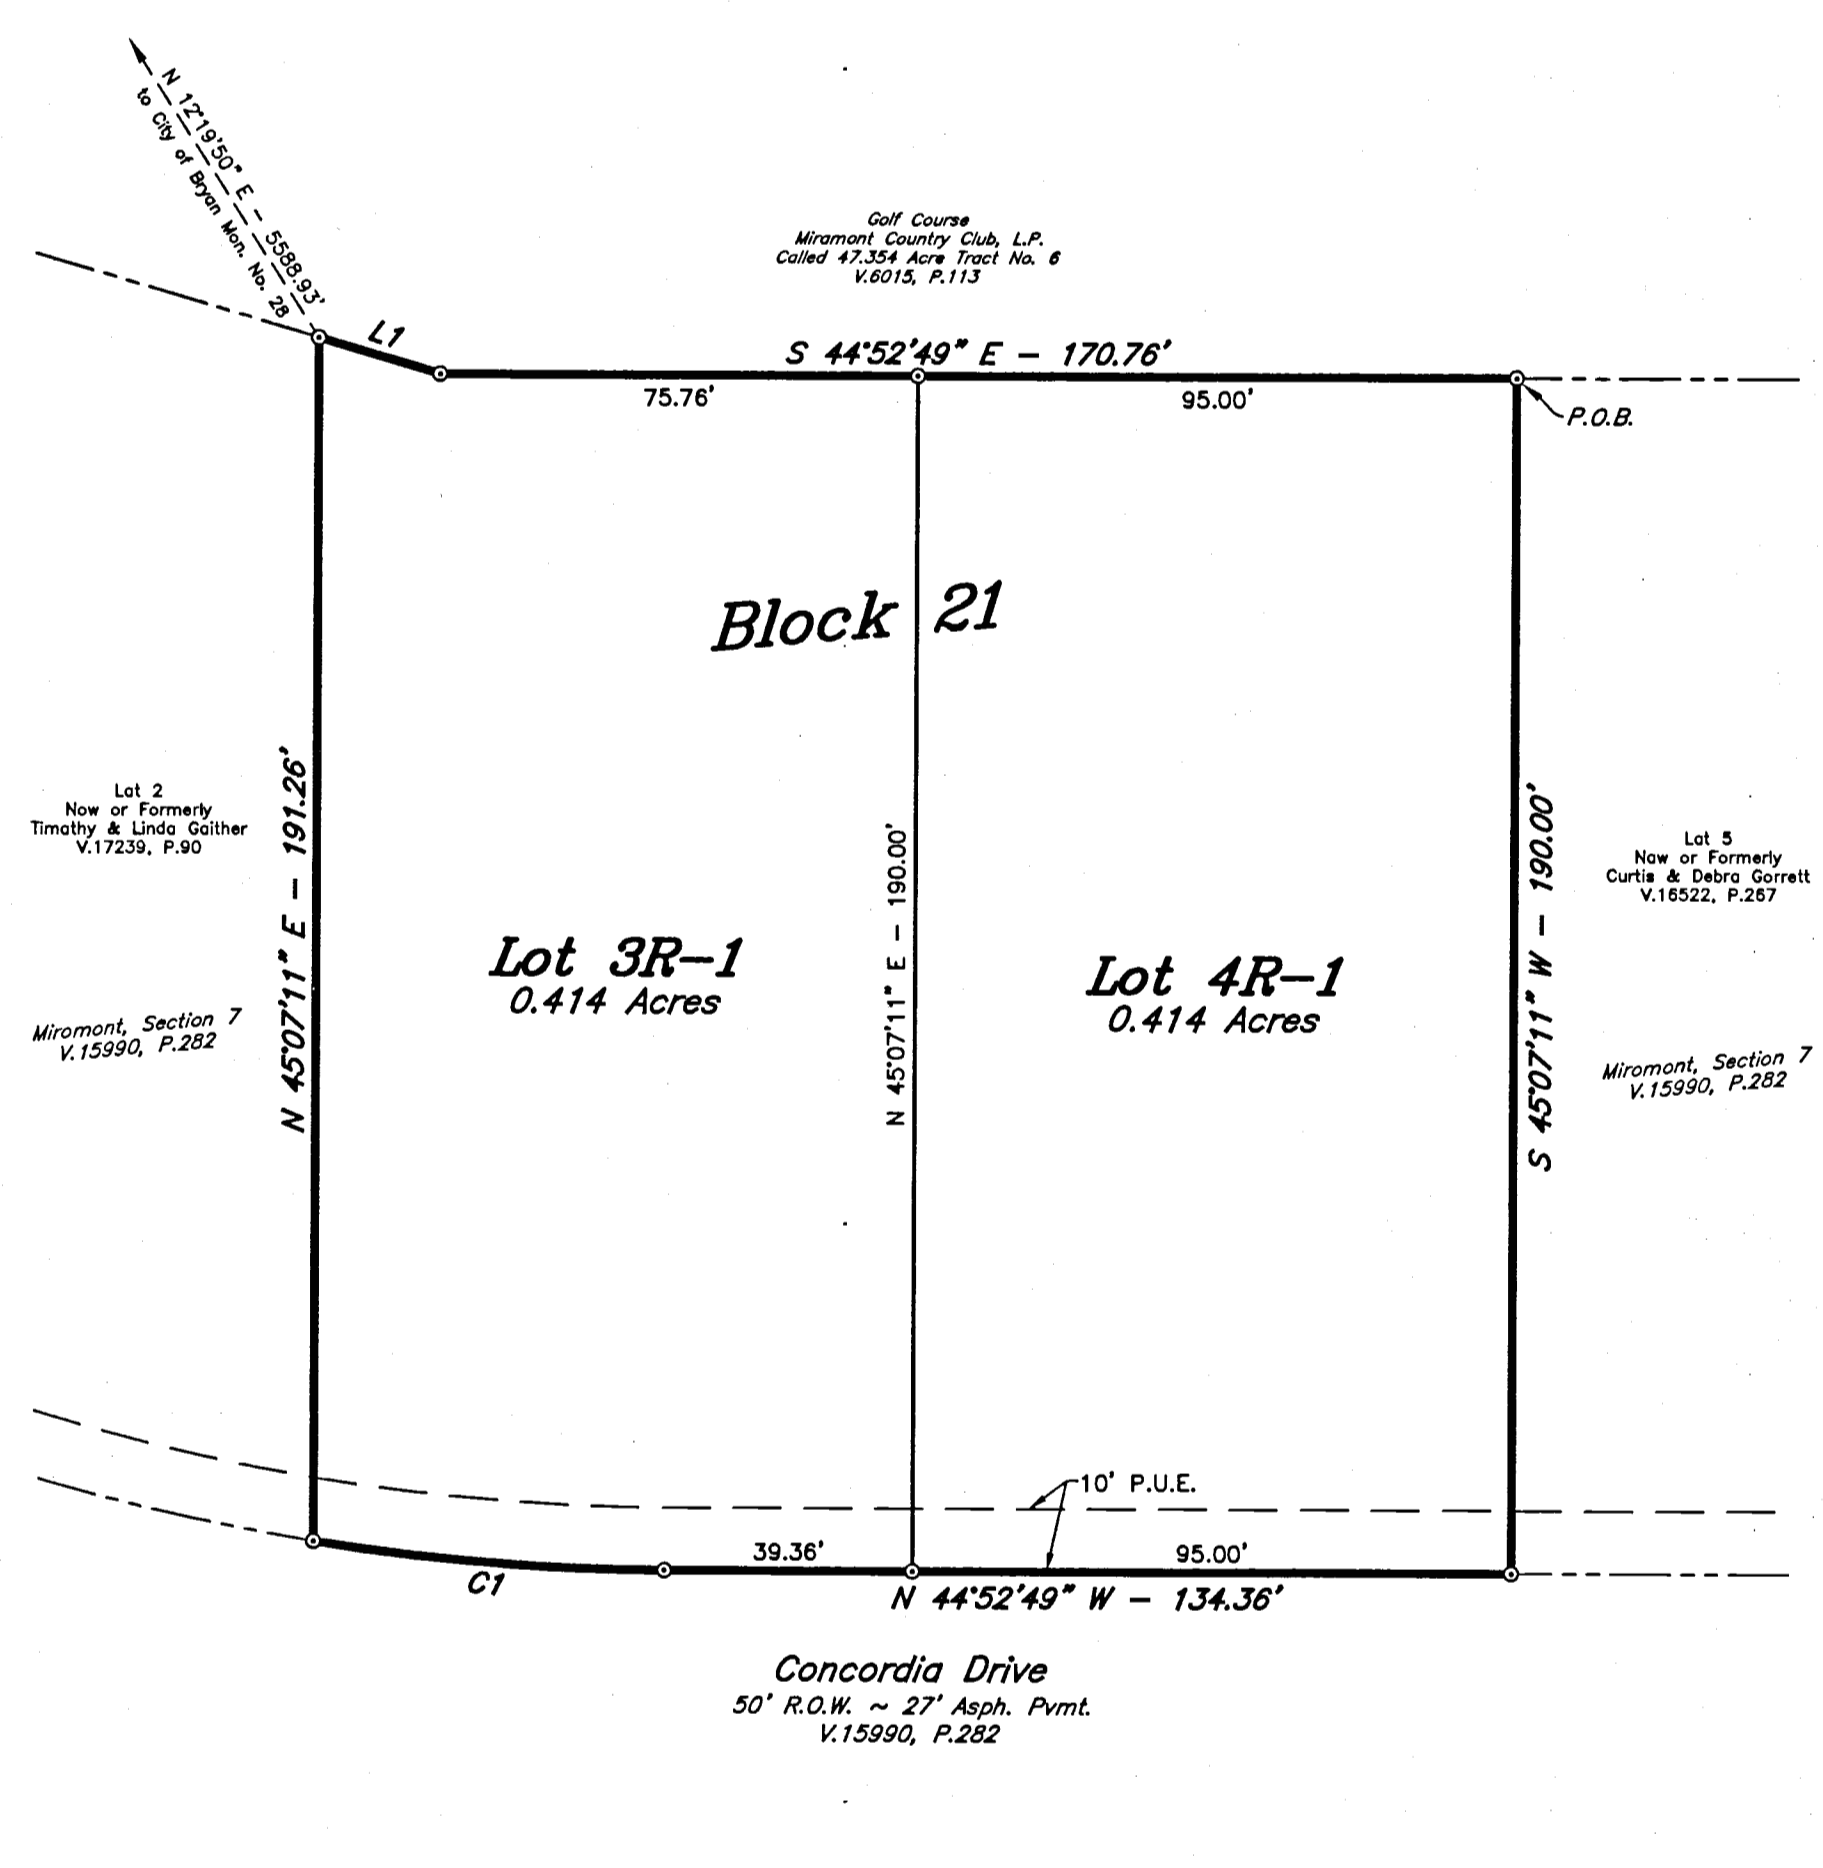 N 12°19'50" E - 5588.93'
to City of Bryan Mon. No. 28
Golf Course
Miramont Country Club, L.P.
Called 47.354 Acre Tract No. 6
V.6015, P.113
L1
S 44°52'49" E - 170.76'
75.76'
95.00'
P.O.B.
Block 21
Lot 2
Now or Formerly
Timathy & Linda Gaither
V.17239, P.90
N 45°07'11" E - 191.26'
N 45°07'11" E - 190.00'
S 45°07'11" W - 190.00'
Lat 5
Naw or Formerly
Curtis & Debra Gorrett
V.16522, P.267
Lot 3R-1
0.414 Acres
Lot 4R-1
0.414 Acres
Miromont, Section 7
V.15990, P.282
Miromont, Section 7
V.15990, P.282
10' P.U.E.
39.36'
95.00'
C1
N 44°52'49" W - 134.36'
Concordia Drive
50' R.O.W. ~ 27' Asph. Pvmt.
V.15990, P.282